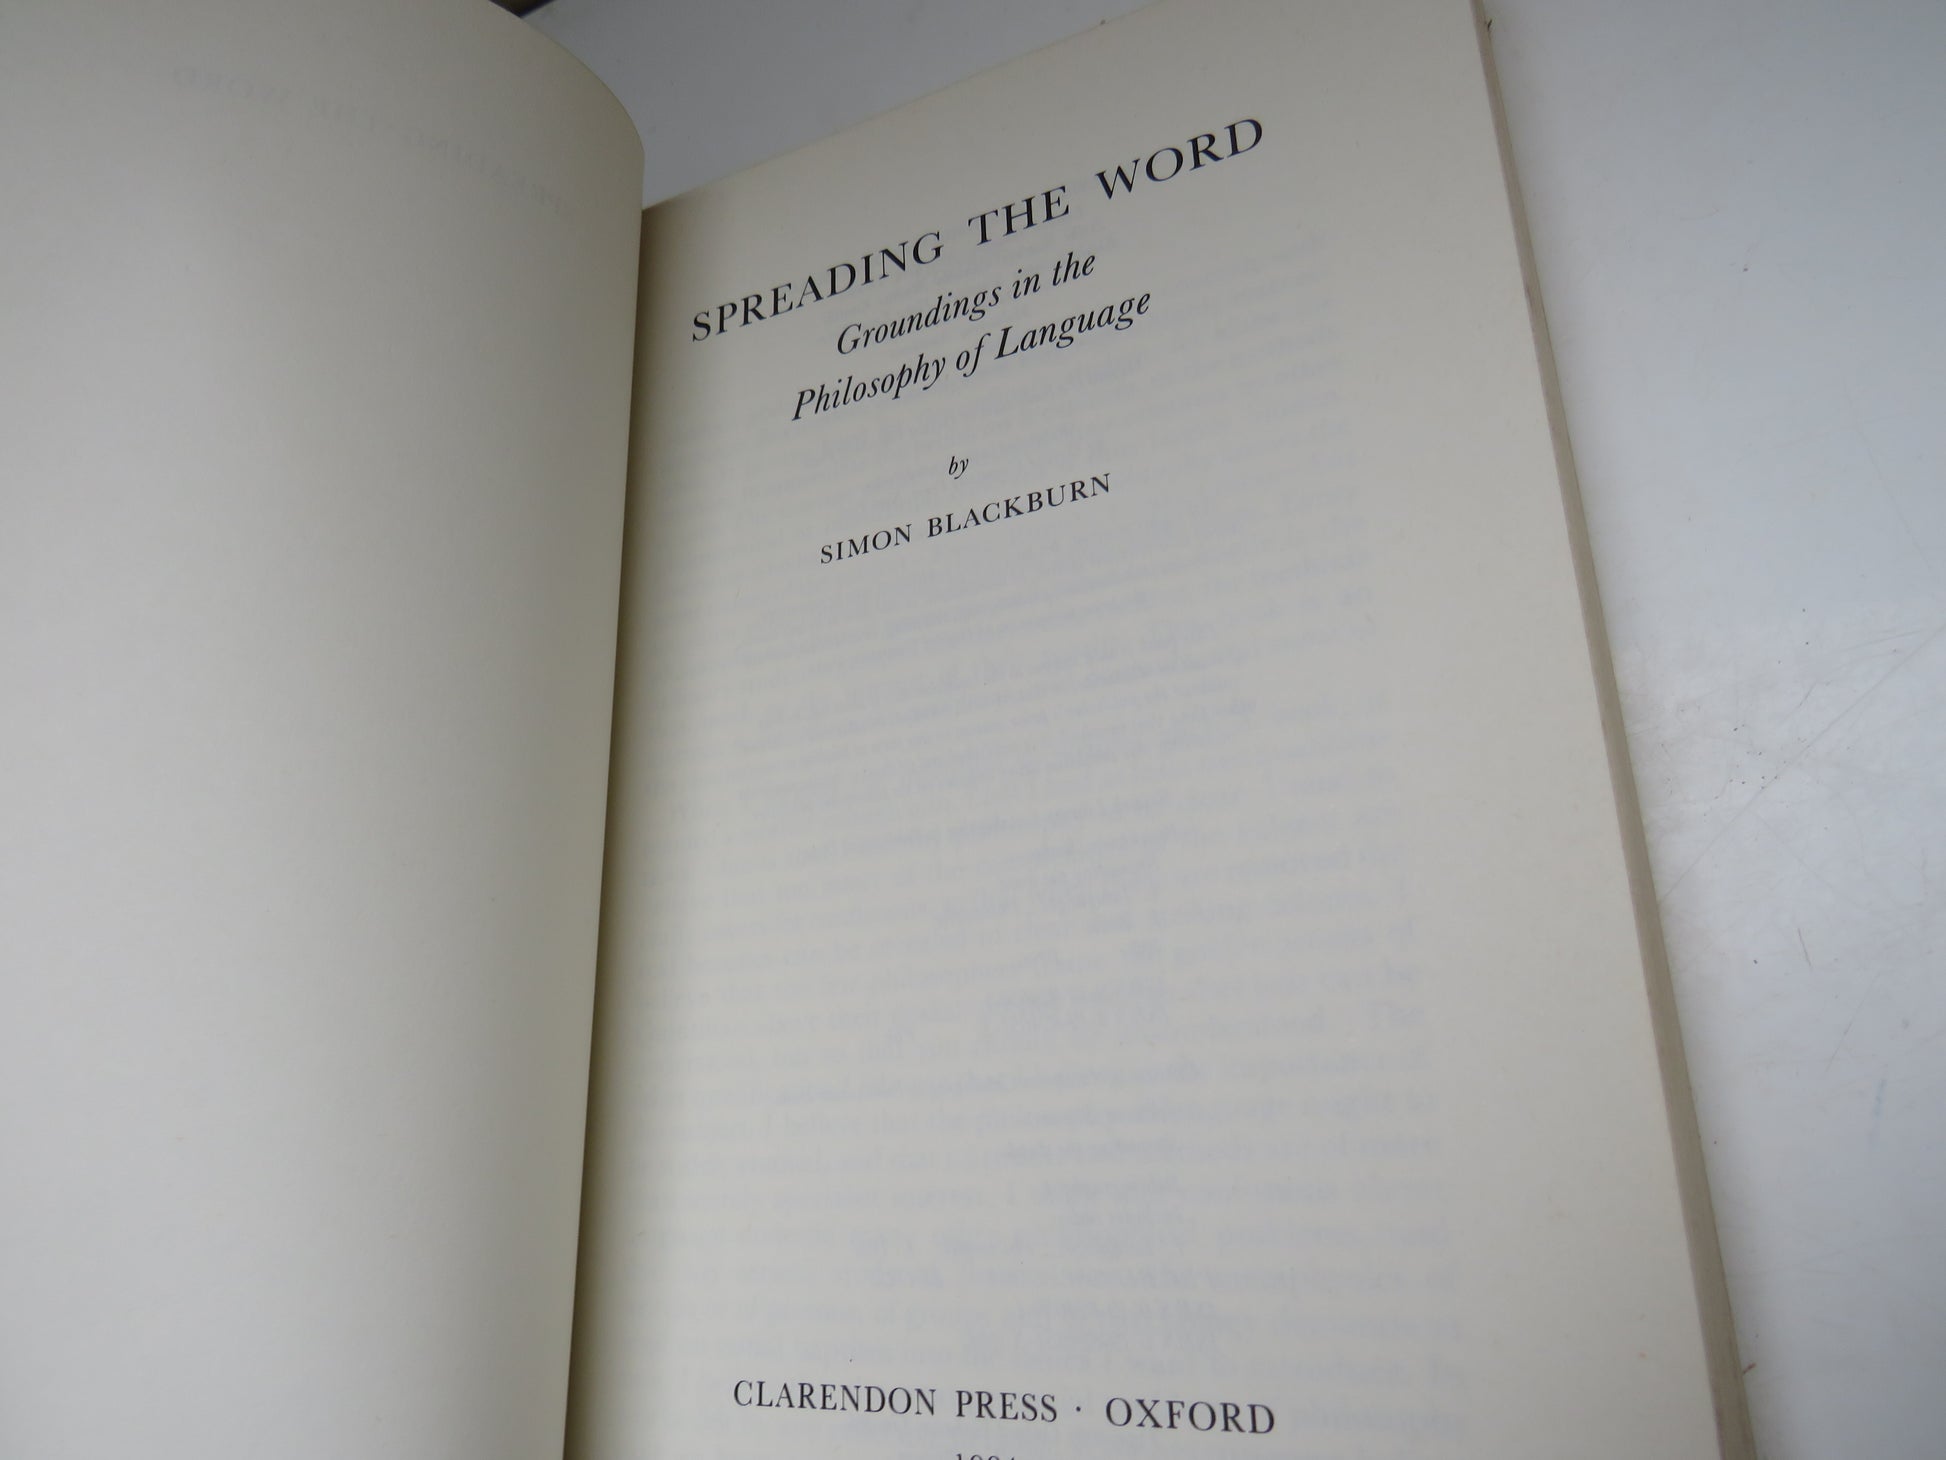 SPREADING THE WORD
Groundings in the
Philosophy of Language
by
SIMON BLACKBURN
CLARENDON PRESS · OXFORD